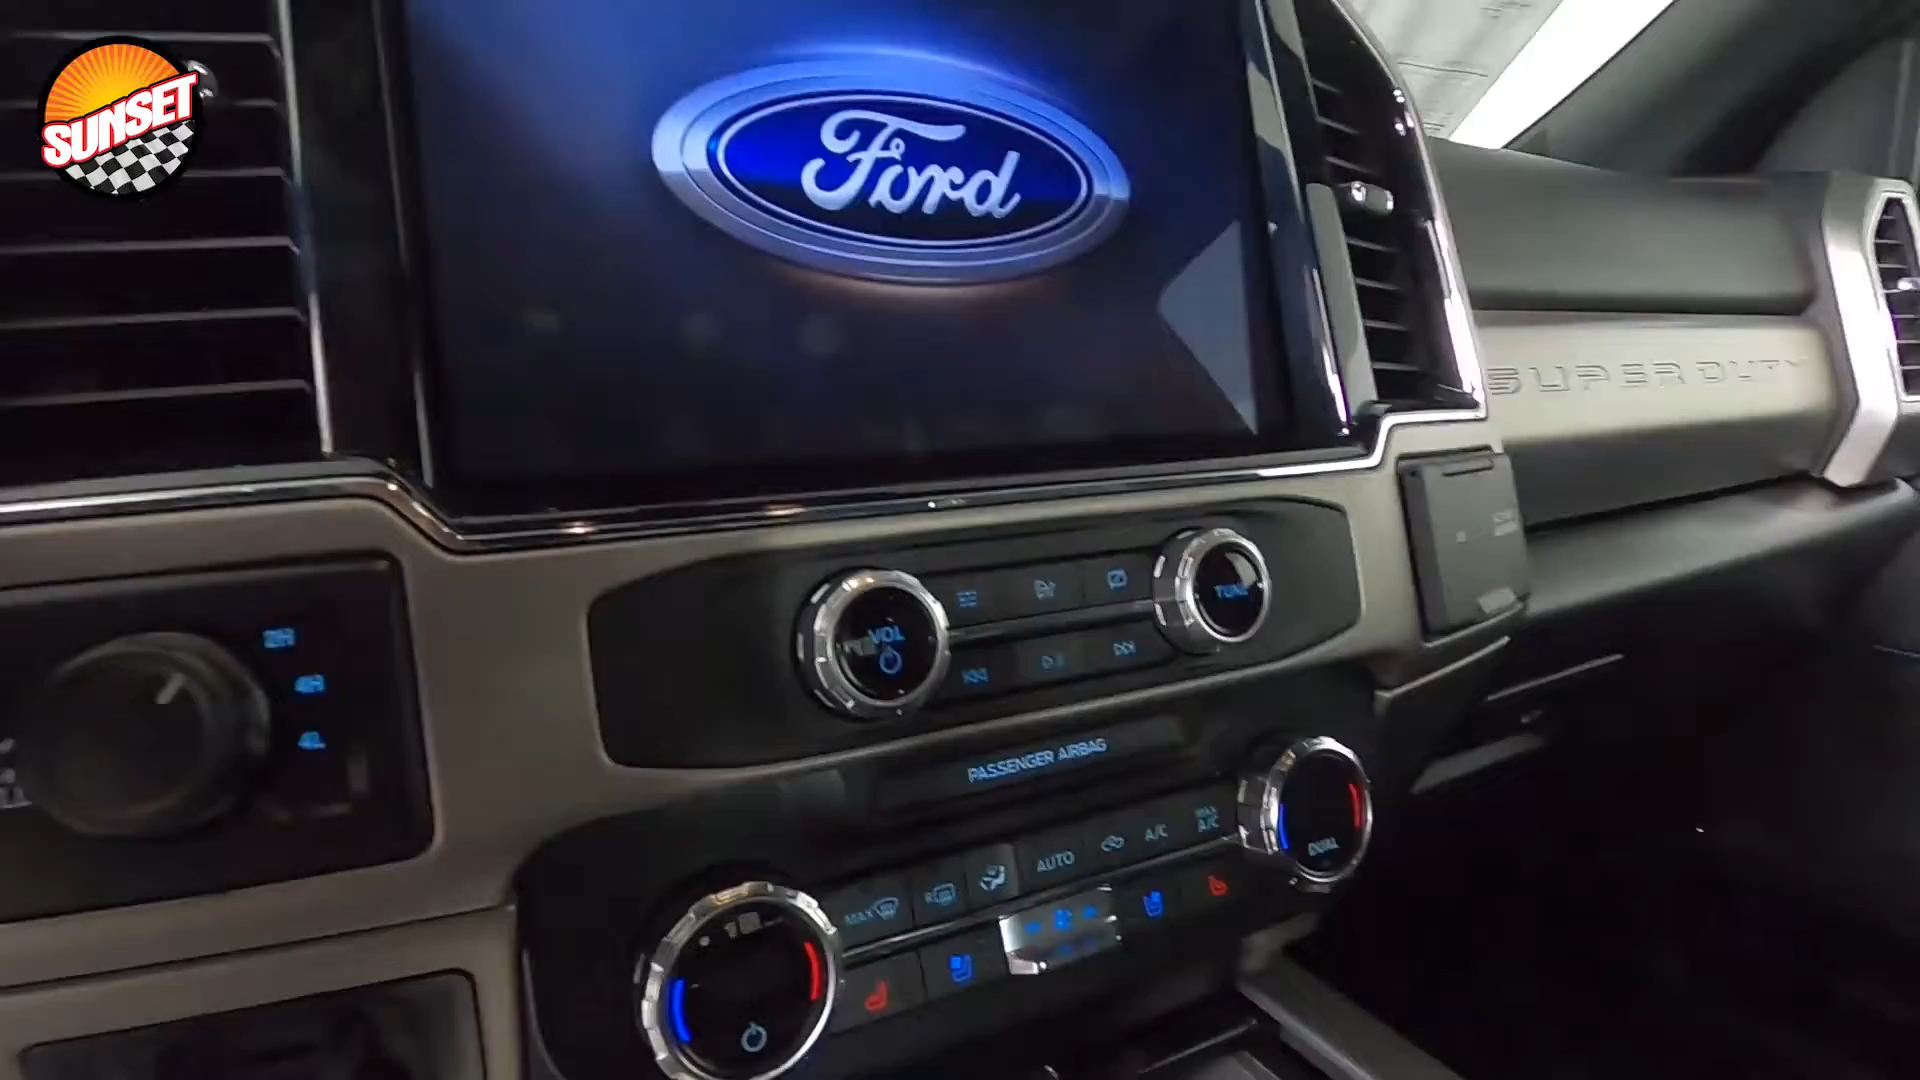 SUNSET
Ford
SUPER DUTY
VOL
TUNE
2H
4H
4L
PASSENGER AIRBAG
MAX
R
AUTO
A/C
MAX
A/C
DUAL